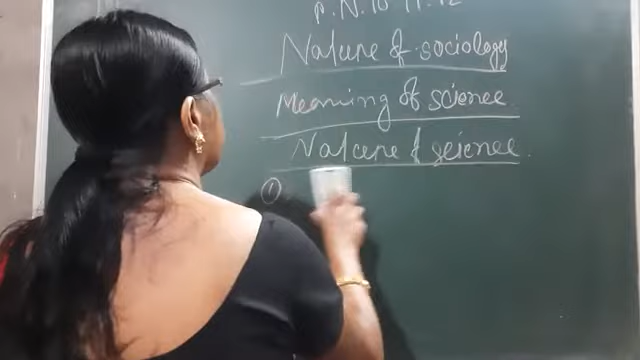 P.N.10 11.12
Nature of sociology
Meaning of science
Nature of science
①